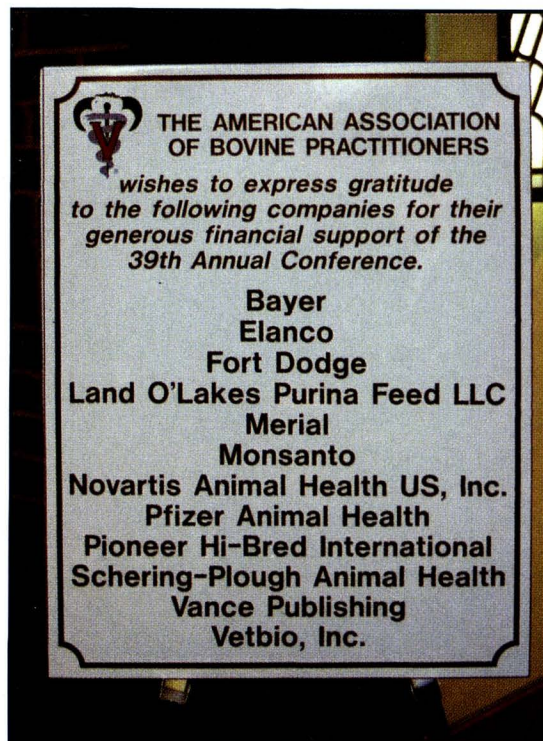 V
THE AMERICAN ASSOCIATION
OF BOVINE PRACTITIONERS
wishes to express gratitude
to the following companies for their
generous financial support of the
39th Annual Conference.
Bayer
Elanco
Fort Dodge
Land O'Lakes Purina Feed LLC
Merial
Monsanto
Novartis Animal Health US, Inc.
Pfizer Animal Health
Pioneer Hi-Bred International
Schering-Plough Animal Health
Vance Publishing
Vetbio, Inc.